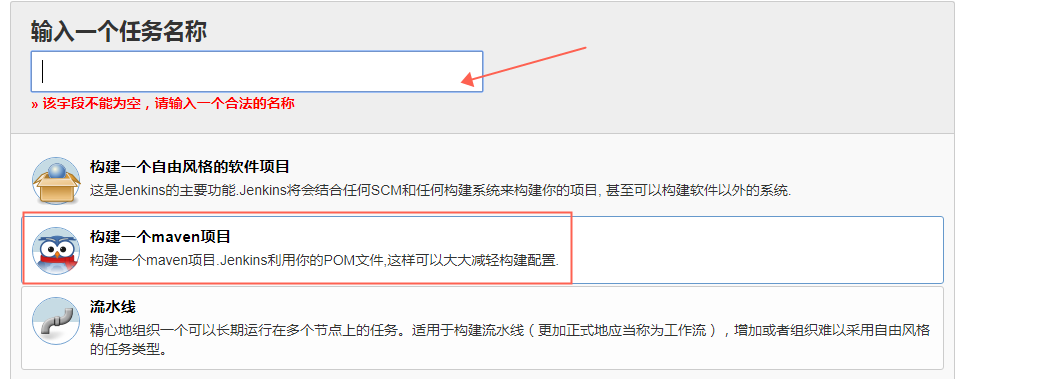 输入一个任务名称
» 该字段不能为空，请输入一个合法的名称
构建一个自由风格的软件项目
这是Jenkins的主要功能.Jenkins将会结合任何SCM和任何构建系统来构建你的项目, 甚至可以构建软件以外的系统.
构建一个maven项目
构建一个maven项目.Jenkins利用你的POM文件,这样可以大大减轻构建配置.
流水线
精心地组织一个可以长期运行在多个节点上的任务。适用于构建流水线（更加正式地应当称为工作流），增加或者组织难以采用自由风格
的任务类型。